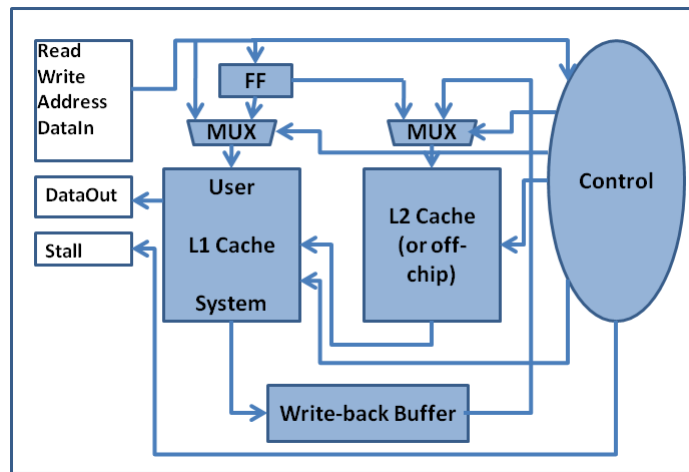 Read
Write
Address
DataIn
FF
MUX
MUX
DataOut
Stall
User
L1 Cache
System
L2 Cache
(or off-
chip)
Control
Write-back Buffer